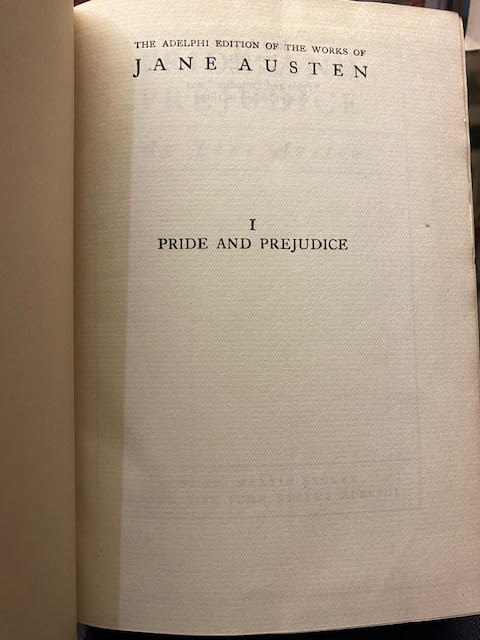 THE ADELPHI EDITION OF THE WORKS OF
JANE AUSTEN
I
PRIDE AND PREJUDICE